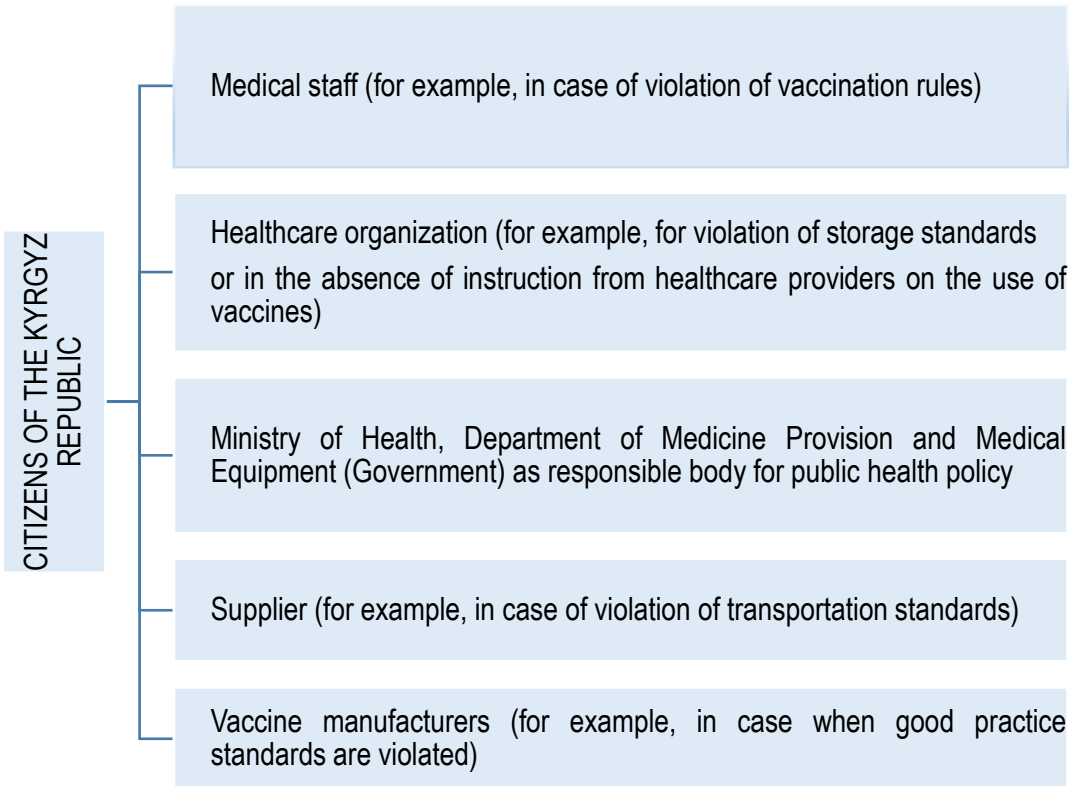 CITIZENS OF THE KYRGYZ
REPUBLIC
Medical staff (for example, in case of violation of vaccination rules)
Healthcare organization (for example, for violation of storage standards
or in the absence of instruction from healthcare providers on the use of
vaccines)
Ministry of Health, Department of Medicine Provision and Medical
Equipment (Government) as responsible body for public health policy
Supplier (for example, in case of violation of transportation standards)
Vaccine manufacturers (for example, in case when good practice
standards are violated)